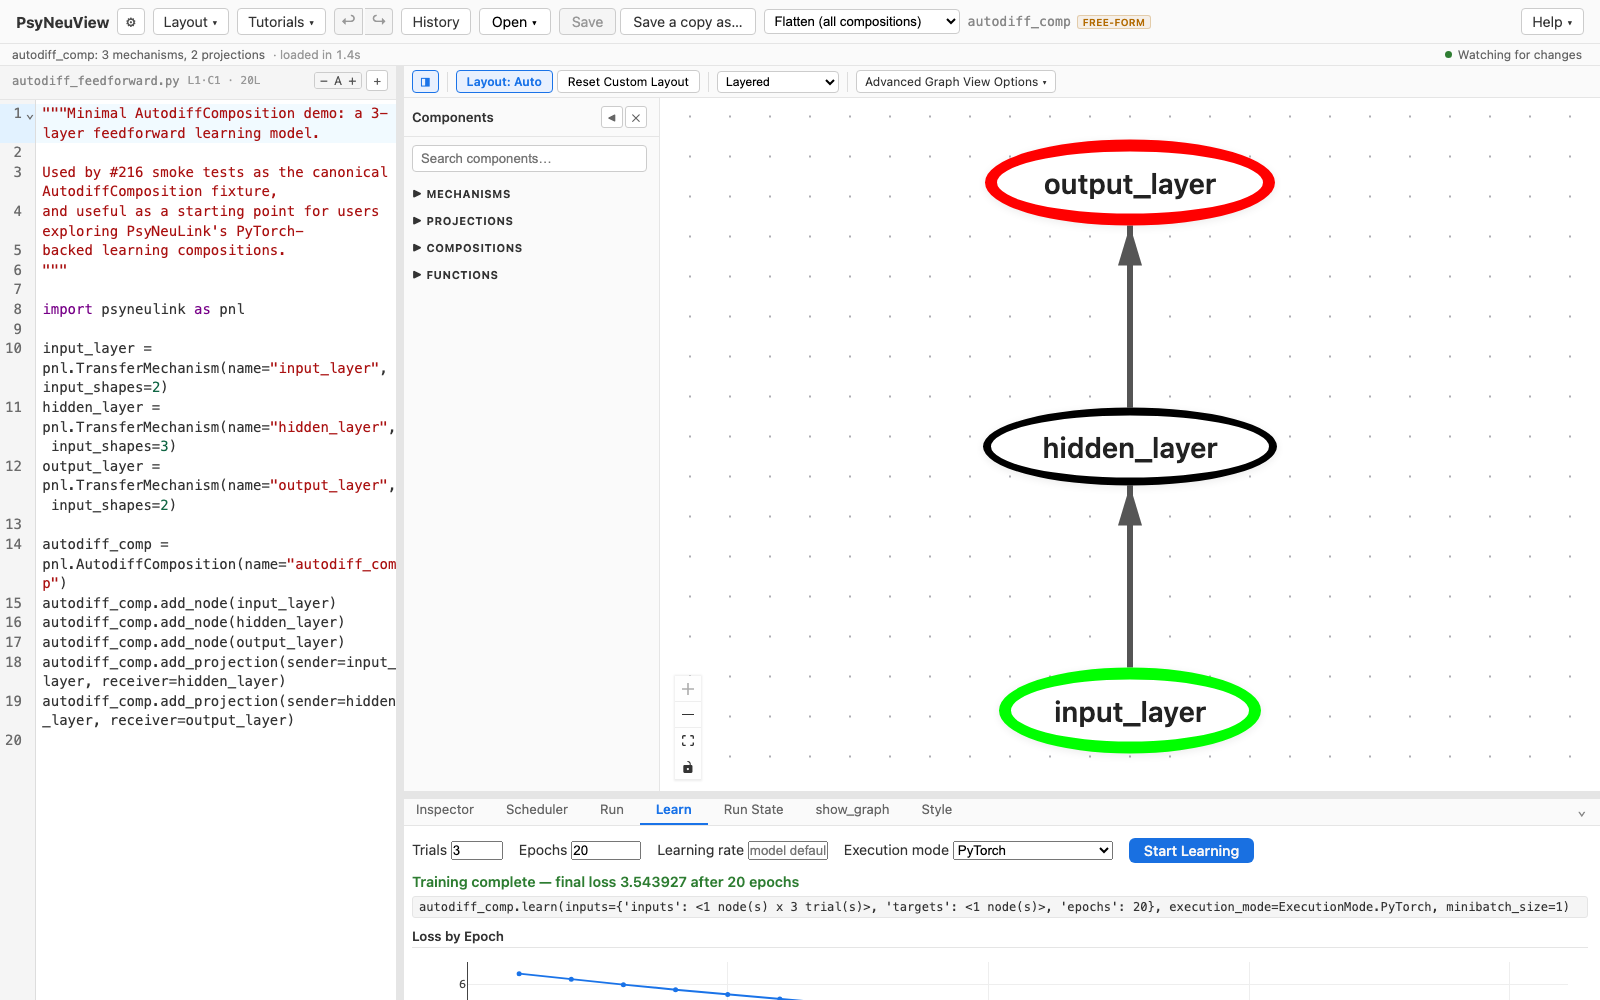 PsyNeuView ⚙ Layout ▾ Tutorials ▾ ↩ ↪ History Open ▾ Save Save a copy as... Flatten (all compositions) autodiff_comp FREE-FORM Help ▾
autodiff_comp: 3 mechanisms, 2 projections · loaded in 1.4s Watching for changes
autodiff_feedforward.py L1·C1 · 20L − A + +
1 """Minimal AutodiffComposition demo: a 3-
layer feedforward learning model.
2
3 Used by #216 smoke tests as the canonical
AutodiffComposition fixture,
4 and useful as a starting point for users
exploring PsyNeuLink's PyTorch-
5 backed learning compositions.
6 """
7
8 import psyneulink as pnl
9
10 input_layer =
pnl.TransferMechanism(name="input_layer",
input_shapes=2)
11 hidden_layer =
pnl.TransferMechanism(name="hidden_layer",
input_shapes=3)
12 output_layer =
pnl.TransferMechanism(name="output_layer",
input_shapes=2)
13
14 autodiff_comp =
pnl.AutodiffComposition(name="autodiff_com
p")
15 autodiff_comp.add_node(input_layer)
16 autodiff_comp.add_node(hidden_layer)
17 autodiff_comp.add_node(output_layer)
18 autodiff_comp.add_projection(sender=input_
layer, receiver=hidden_layer)
19 autodiff_comp.add_projection(sender=hidden
_layer, receiver=output_layer)
20
Layout: Auto Reset Custom Layout Layered Advanced Graph View Options ▾
Components
Search components...
▶ MECHANISMS
▶ PROJECTIONS
▶ COMPOSITIONS
▶ FUNCTIONS
output_layer
hidden_layer
input_layer
Inspector Scheduler Run Learn Run State show_graph Style
Trials 3 Epochs 20 Learning rate model defaul Execution mode PyTorch Start Learning
Training complete — final loss 3.543927 after 20 epochs
autodiff_comp.learn(inputs={'inputs': <1 node(s) x 3 trial(s)>, 'targets': <1 node(s)>, 'epochs': 20}, execution_mode=ExecutionMode.PyTorch, minibatch_size=1)
Loss by Epoch
6